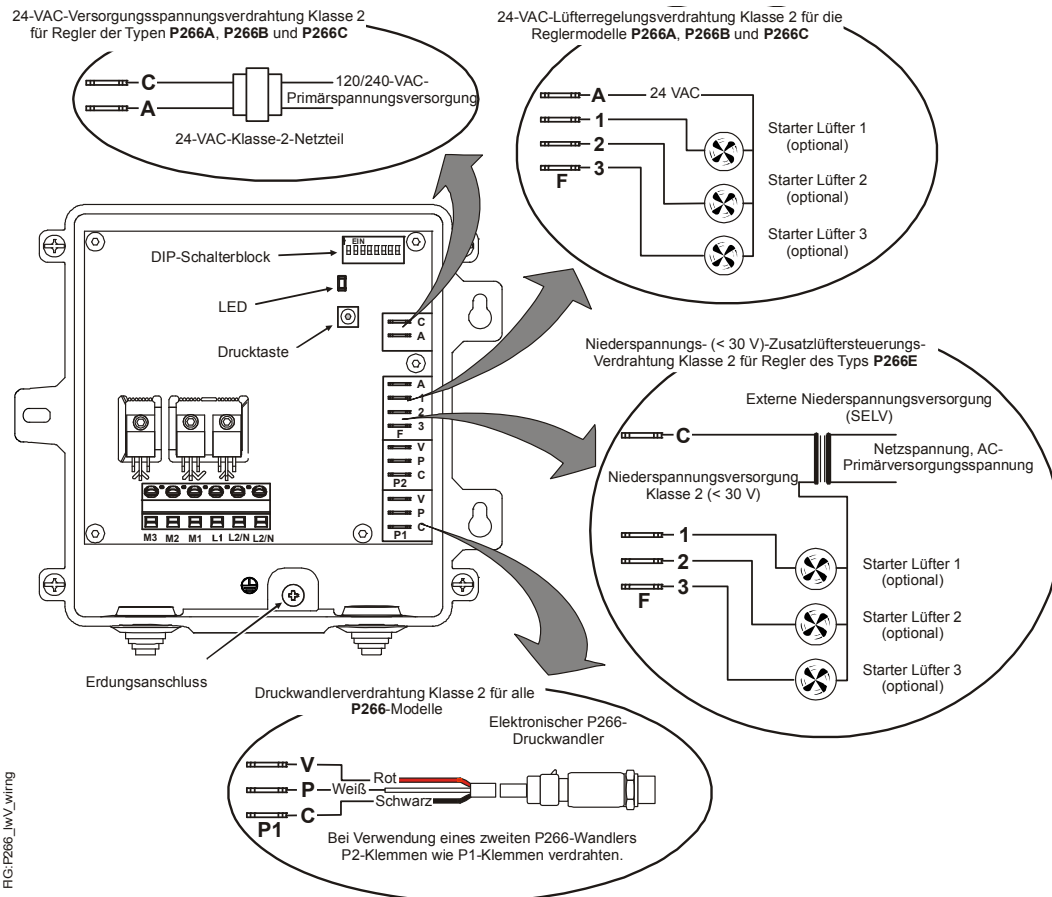 24-VAC-Versorgungsspannungsverdrahtung Klasse 2
für Regler der Typen P266A, P266B und P266C
C
A
120/240-VAC-
Primärspannungsversorgung
24-VAC-Klasse-2-Netzteil
24-VAC-Lüfterregelungsverdrahtung Klasse 2 für die
Reglermodelle P266A, P266B und P266C
A
24 VAC
1
2
3
F
Starter Lüfter 1
(optional)
Starter Lüfter 2
(optional)
Starter Lüfter 3
(optional)
DIP-Schalterblock
EIN
LED
Drucktaste
C
A
A
1
2
3
F
V
P
C
P2
V
P
C
P1
M3 M2 M1 L1 L2/N L2/N
Erdungsanschluss
Niederspannungs- (< 30 V)-Zusatzlüftersteuerungs-
Verdrahtung Klasse 2 für Regler des Typs P266E
Externe Niederspannungsversorgung
(SELV)
C
Netzspannung, AC-
Primärversorgungsspannung
Niederspannungsversorgung
Klasse 2 (< 30 V)
1
2
3
F
Starter Lüfter 1
(optional)
Starter Lüfter 2
(optional)
Starter Lüfter 3
(optional)
Druckwandlerverdrahtung Klasse 2 für alle
P266-Modelle
Elektronischer P266-
Druckwandler
V
Rot
P
Weiß
Schwarz
C
P1
Bei Verwendung eines zweiten P266-Wandlers
P2-Klemmen wie P1-Klemmen verdrahten.
FIG:P266_lwV_wirng